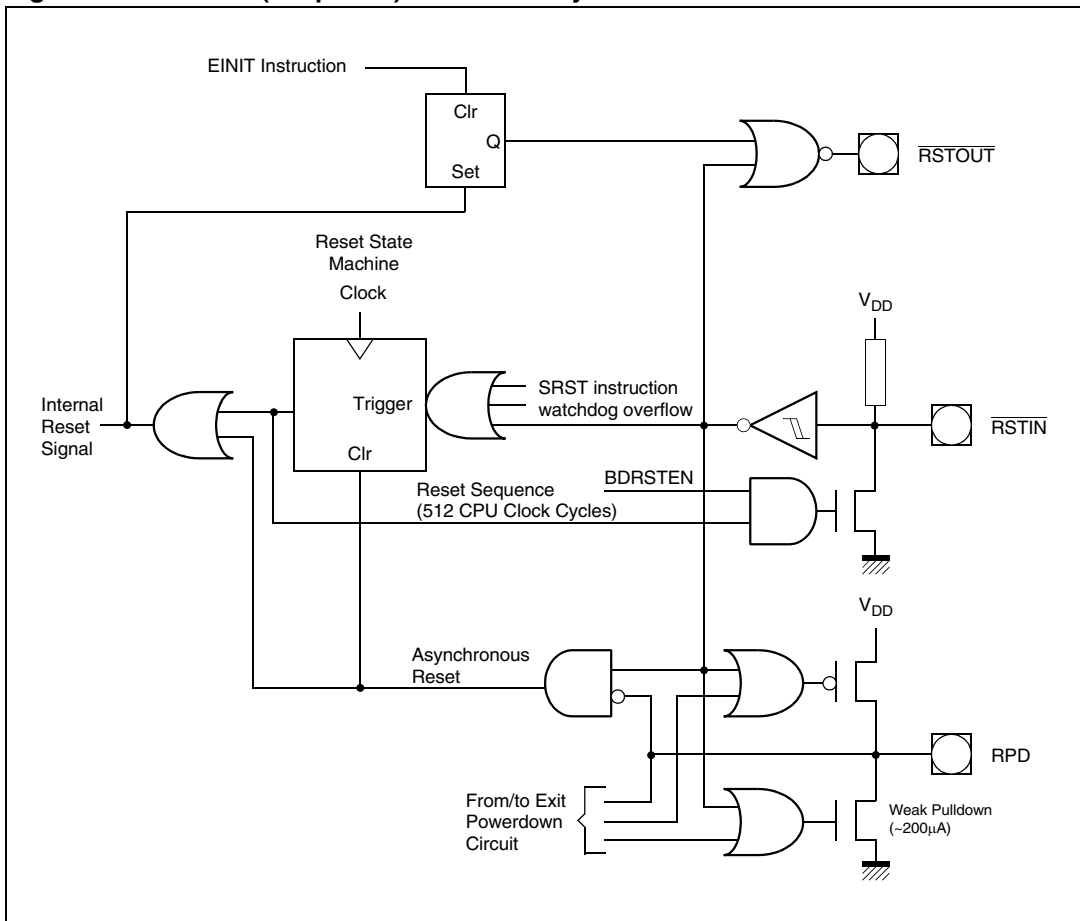 EINIT Instruction
Clr
Q
Set
RSTOUT
Reset State
Machine
Clock
VDD
Trigger
SRST instruction
watchdog overflow
Internal
Reset
Signal
RSTIN
Clr
BDRSTEN
Reset Sequence
(512 CPU Clock Cycles)
VDD
Asynchronous
Reset
RPD
From/to Exit
Powerdown
Circuit
Weak Pulldown
(~200µA)